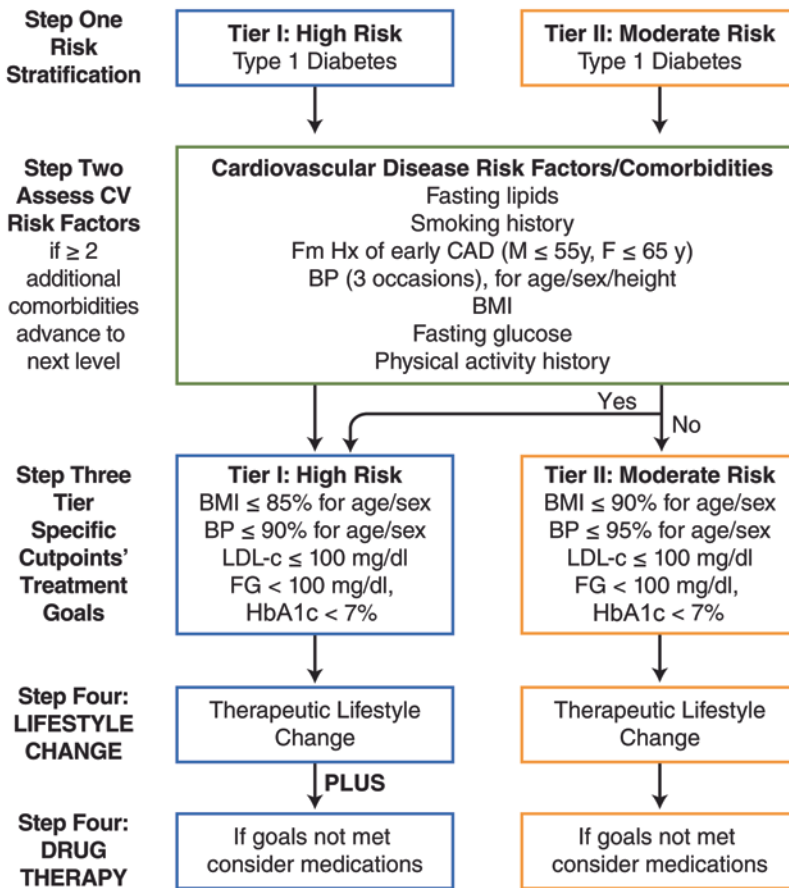 Step One
Risk
Stratification
Tier I: High Risk
Type 1 Diabetes
Tier II: Moderate Risk
Type 1 Diabetes
Step Two
Assess CV
Risk Factors
if ≥ 2
additional
comorbidities
advance to
next level
Cardiovascular Disease Risk Factors/Comorbidities
Fasting lipids
Smoking history
Fm Hx of early CAD (M ≤ 55y, F ≤ 65 y)
BP (3 occasions), for age/sex/height
BMI
Fasting glucose
Physical activity history
Yes
No
Step Three
Tier
Specific
Cutpoints’
Treatment
Goals
Tier I: High Risk
BMI ≤ 85% for age/sex
BP ≤ 90% for age/sex
LDL-c ≤ 100 mg/dl
FG < 100 mg/dl,
HbA1c < 7%
Tier II: Moderate Risk
BMI ≤ 90% for age/sex
BP ≤ 95% for age/sex
LDL-c ≤ 100 mg/dl
FG < 100 mg/dl,
HbA1c < 7%
Step Four:
LIFESTYLE
CHANGE
Therapeutic Lifestyle
Change
Therapeutic Lifestyle
Change
PLUS
Step Four:
DRUG
THERAPY
If goals not met
consider medications
If goals not met
consider medications